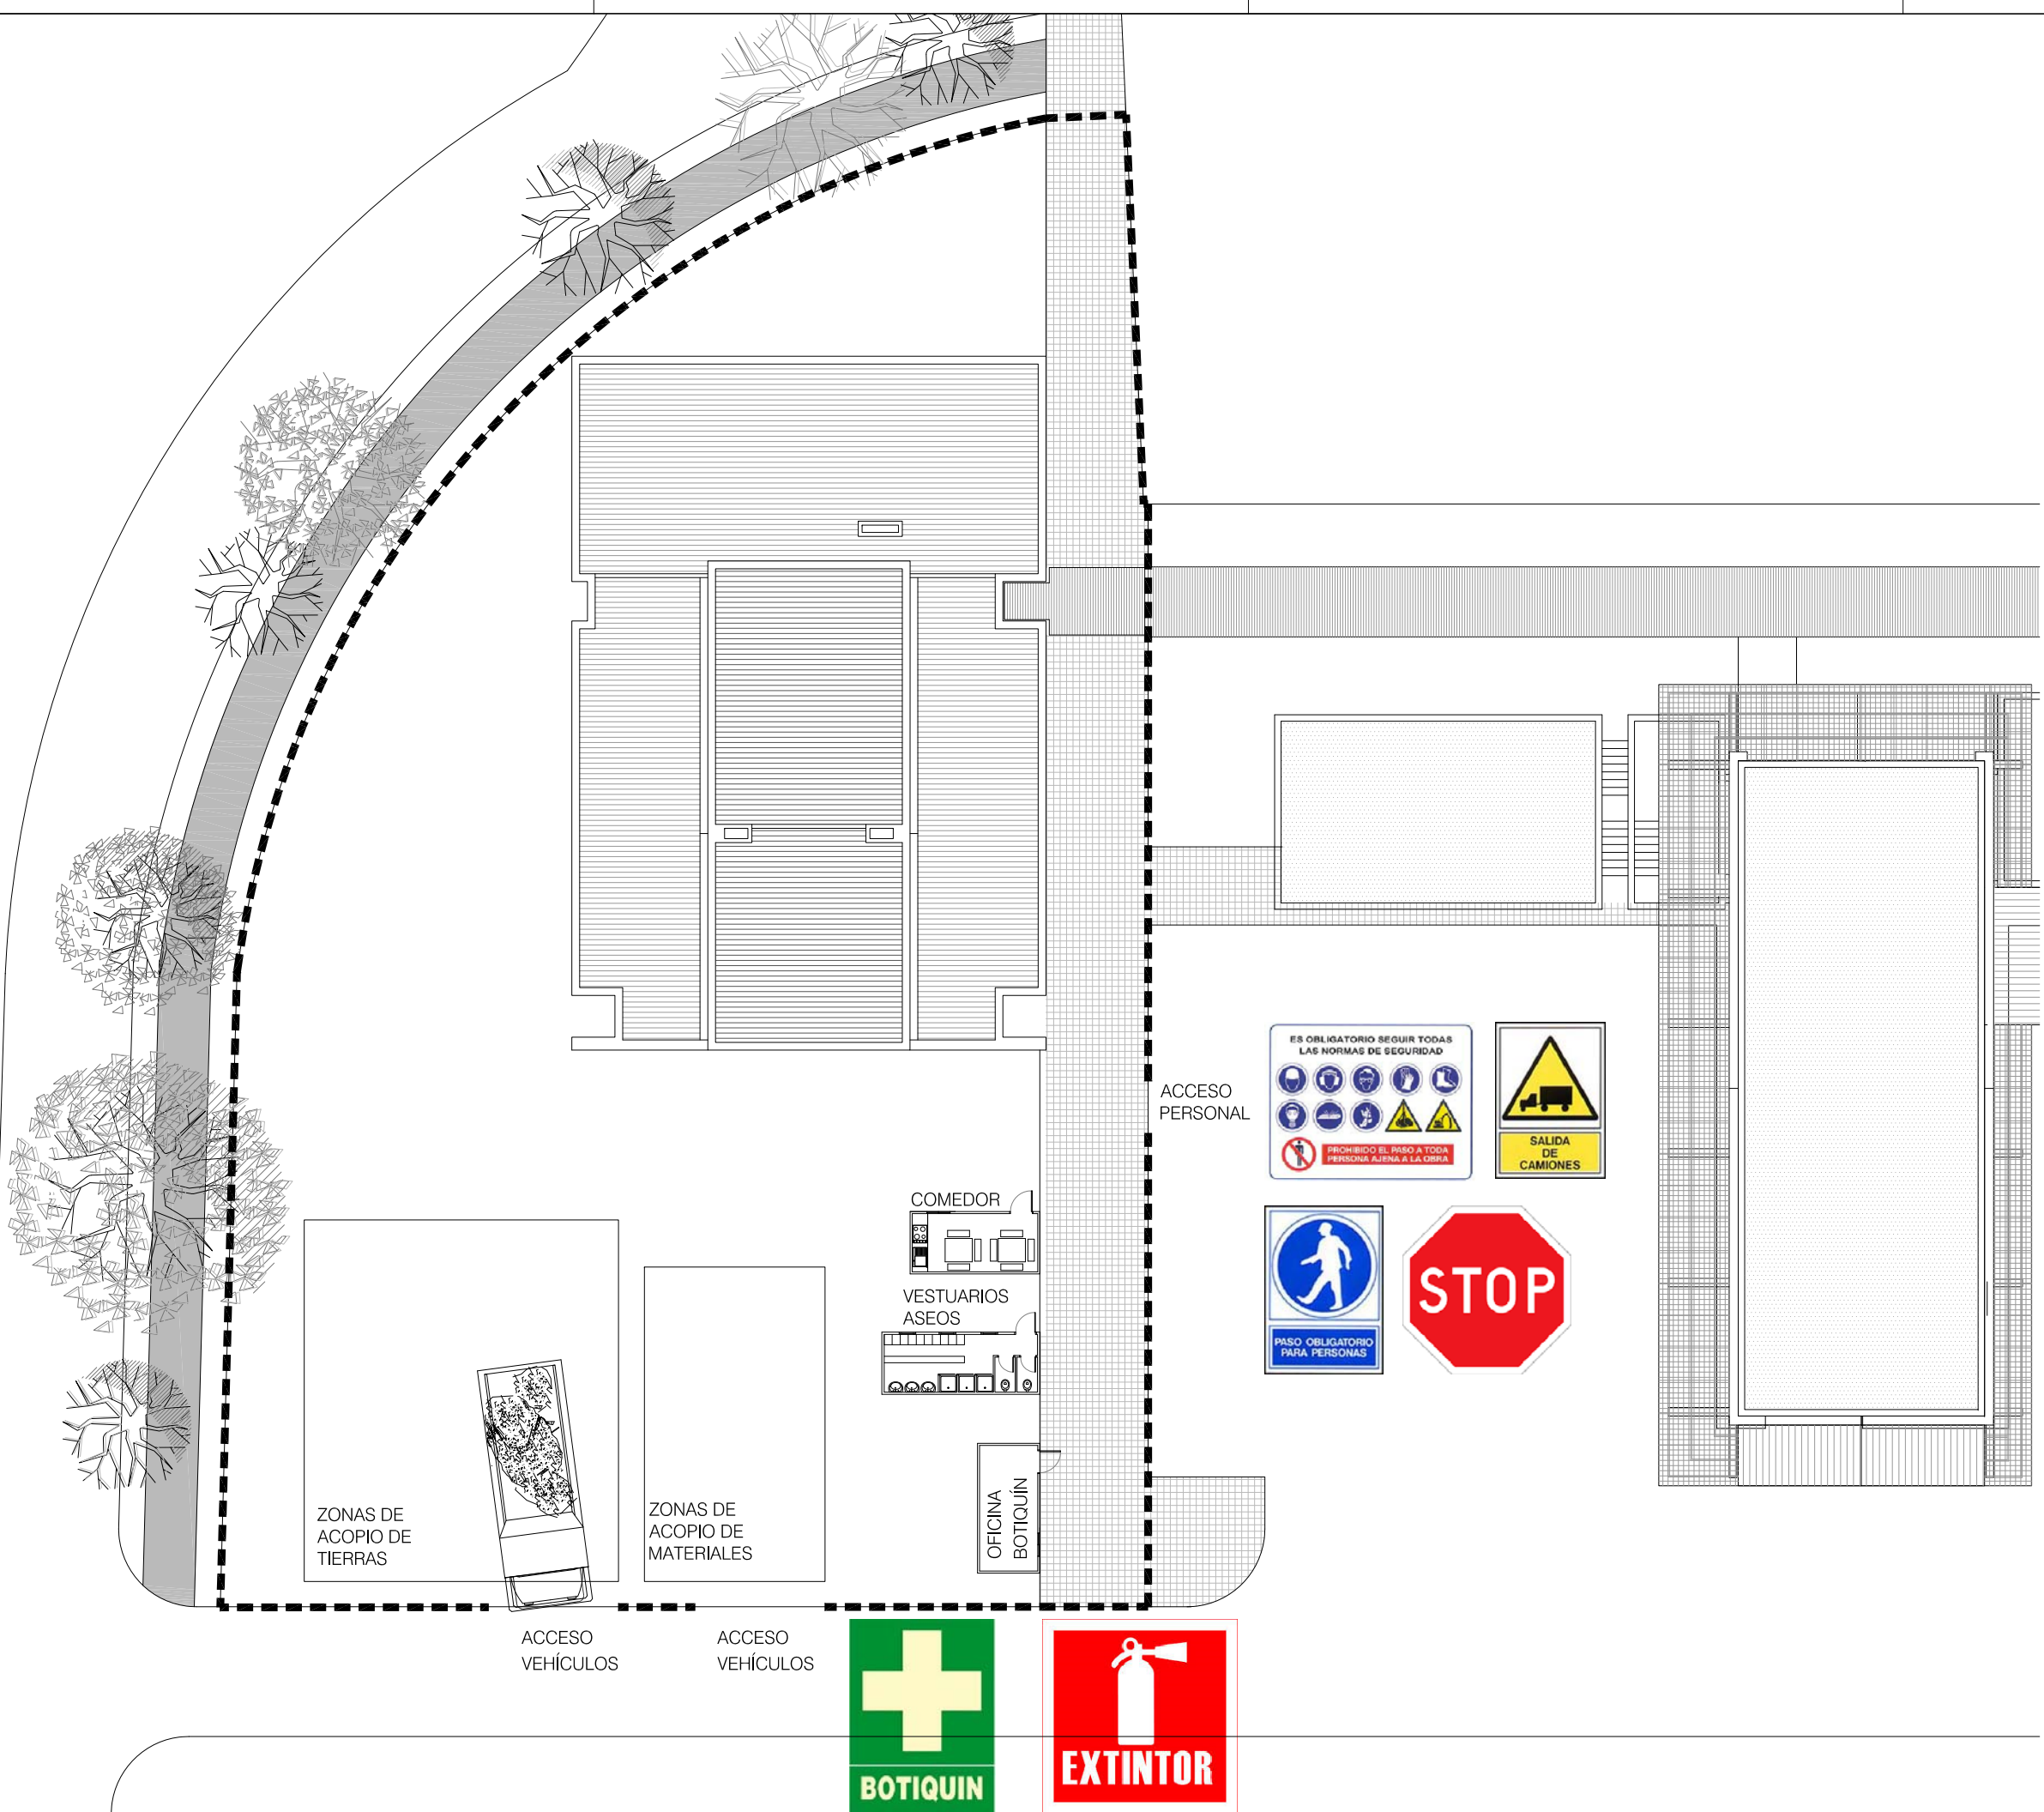 ES OBLIGATORIO SEGUIR TODAS
LAS NORMAS DE SEGURIDAD
PROHIBIDO EL PASO A TODA
PERSONA AJENA A LA OBRA
SALIDA
DE
CAMIONES
ACCESO
PERSONAL
COMEDOR
VESTUARIOS
ASEOS
PASO OBLIGATORIO
PARA PERSONAS
STOP
OFICINA
BOTIQUÍN
ZONAS DE
ACOPIO DE
TIERRAS
ZONAS DE
ACOPIO DE
MATERIALES
ACCESO
VEHÍCULOS
ACCESO
VEHÍCULOS
BOTIQUIN
EXTINTOR